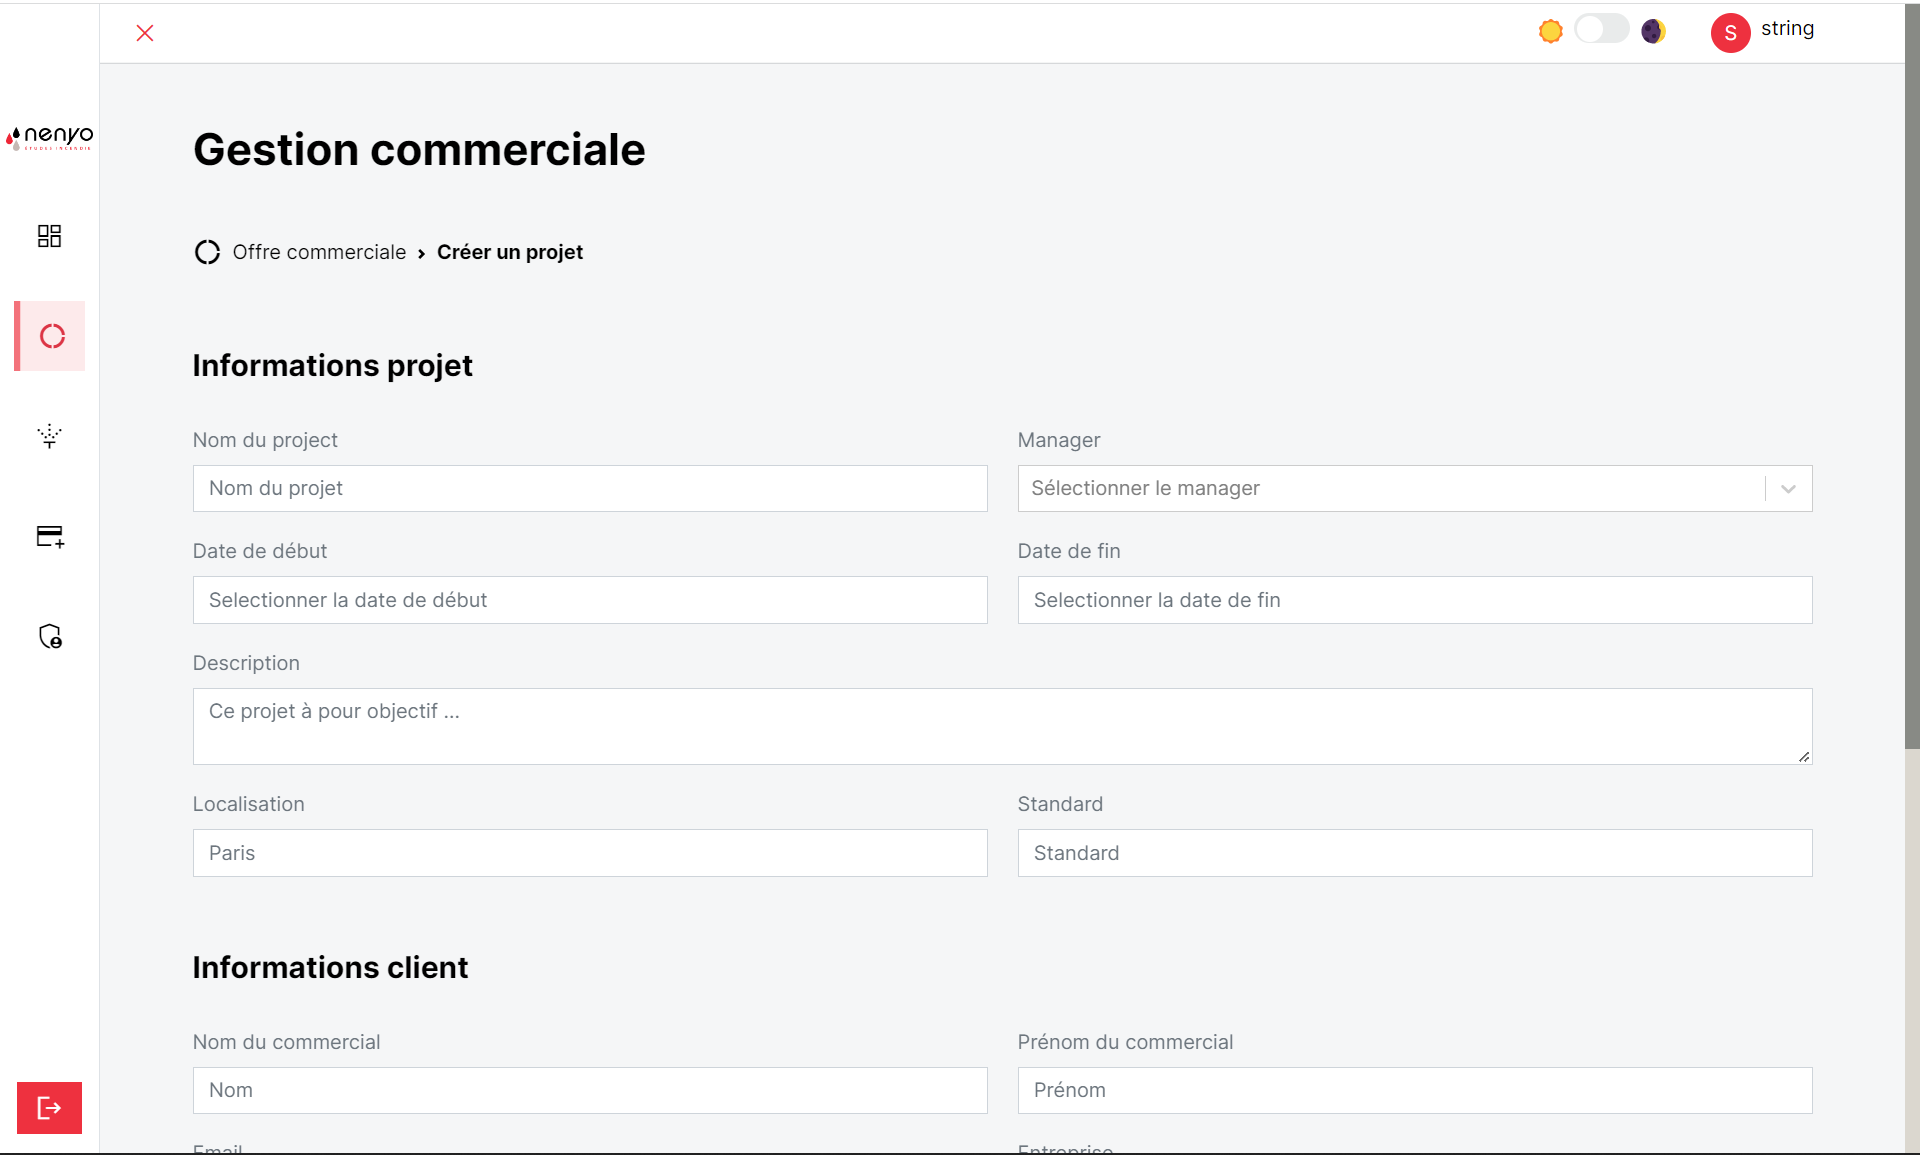 S string
nenyo
ETUDES INCENDIE
Gestion commerciale
Offre commerciale › Créer un projet
Informations projet
Nom du project Manager
Nom du projet Sélectionner le manager
Date de début Date de fin
Selectionner la date de début Selectionner la date de fin
Description
Ce projet à pour objectif ...
Localisation Standard
Paris Standard
Informations client
Nom du commercial Prénom du commercial
Nom Prénom
Email Entreprise